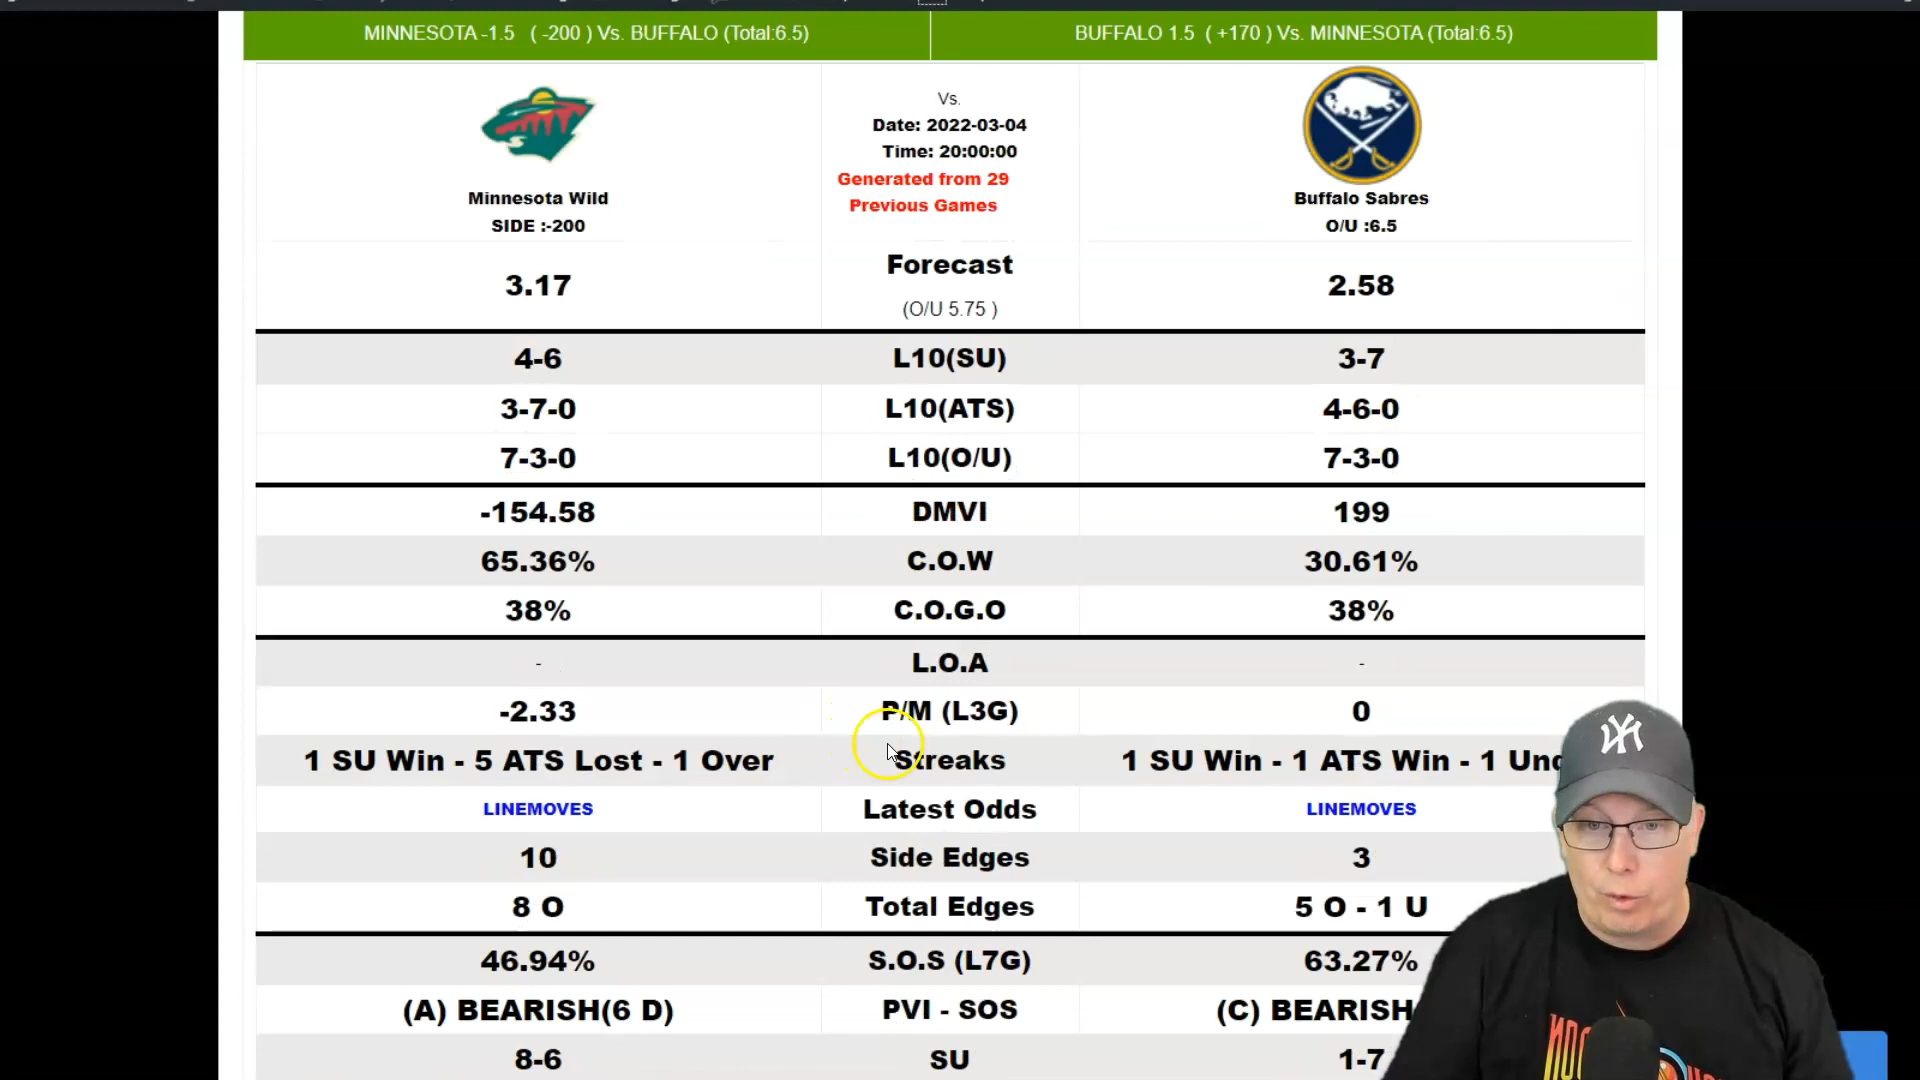 MINNESOTA -1.5 ( -200 ) Vs. BUFFALO (Total:6.5)
BUFFALO 1.5 ( +170 ) Vs. MINNESOTA (Total:6.5)
Vs.
Date: 2022-03-04
Time: 20:00:00
Generated from 29
Previous Games
Minnesota Wild
SIDE :-200
Buffalo Sabres
O/U :6.5
3.17
Forecast
(O/U 5.75 )
2.58
4-6 L10(SU) 3-7
3-7-0 L10(ATS) 4-6-0
7-3-0 L10(O/U) 7-3-0
-154.58 DMVI 199
65.36% C.O.W 30.61%
38% C.O.G.O 38%
- L.O.A -
-2.33 P/M (L3G) 0
1 SU Win - 5 ATS Lost - 1 Over Streaks 1 SU Win - 1 ATS Win - 1 Und
LINEMOVES Latest Odds LINEMOVES
10 Side Edges 3
8 O Total Edges 5 O - 1 U
46.94% S.O.S (L7G) 63.27%
(A) BEARISH(6 D) PVI - SOS (C) BEARISH
8-6 SU 1-7
NY